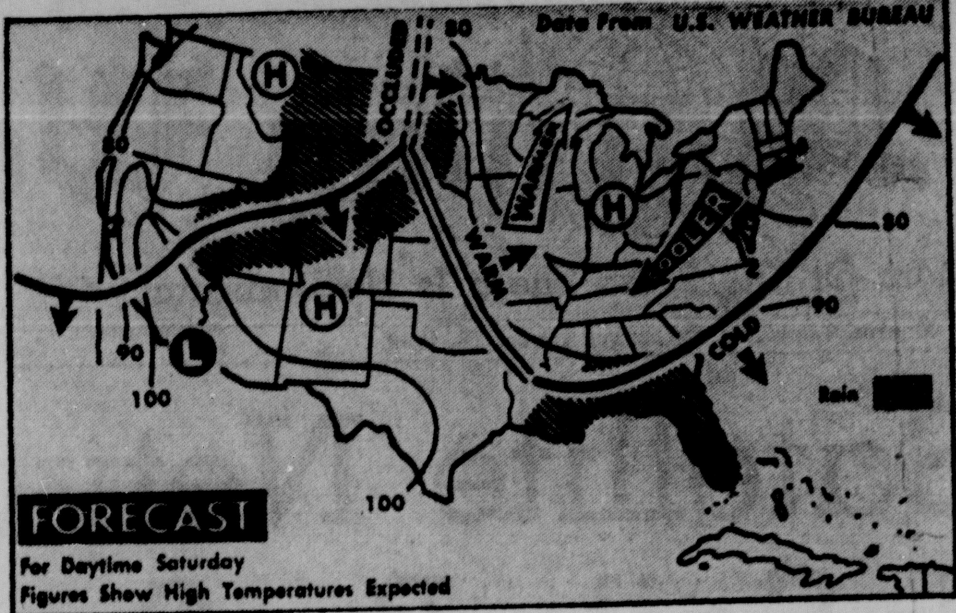 Data From U.S. WEATHER BUREAU
80
OCCLUDED
H
80
WARMER
H
COOLER
80
WARM
H
90
COLD
L
90
100
Rain
100
FORECAST
For Daytime Saturday
Figures Show High Temperatures Expected